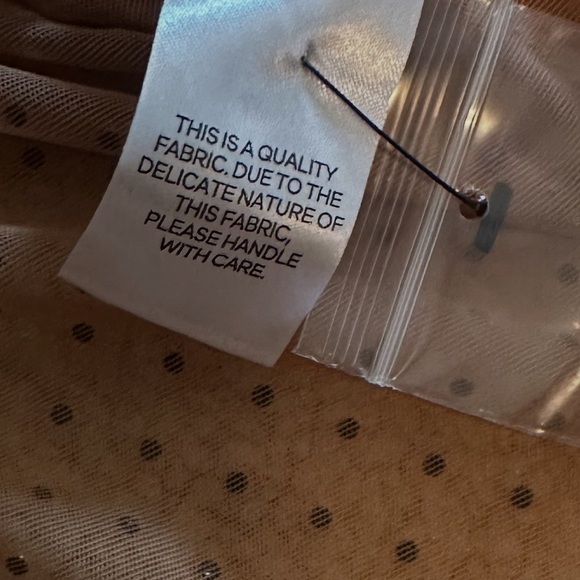 THIS IS A QUALITY
FABRIC. DUE TO THE
DELICATE NATURE OF
THIS FABRIC,
PLEASE HANDLE
WITH CARE.